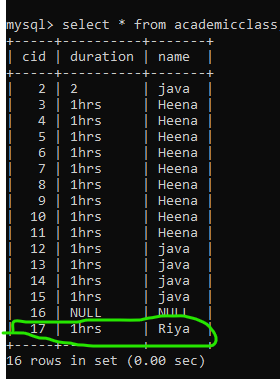 mysql> select * from academicclass
+-----+----------+-------+
| cid | duration | name  |
+-----+----------+-------+
|   2 | 2        | java  |
|   3 | 1hrs     | Heena |
|   4 | 1hrs     | Heena |
|   5 | 1hrs     | Heena |
|   6 | 1hrs     | Heena |
|   7 | 1hrs     | Heena |
|   8 | 1hrs     | Heena |
|   9 | 1hrs     | Heena |
|  10 | 1hrs     | Heena |
|  11 | 1hrs     | Heena |
|  12 | 1hrs     | java  |
|  13 | 1hrs     | java  |
|  14 | 1hrs     | java  |
|  15 | 1hrs     | java  |
|  16 | NULL     | NULL  |
|  17 | 1hrs     | Riya  |
+-----+----------+-------+
16 rows in set (0.00 sec)